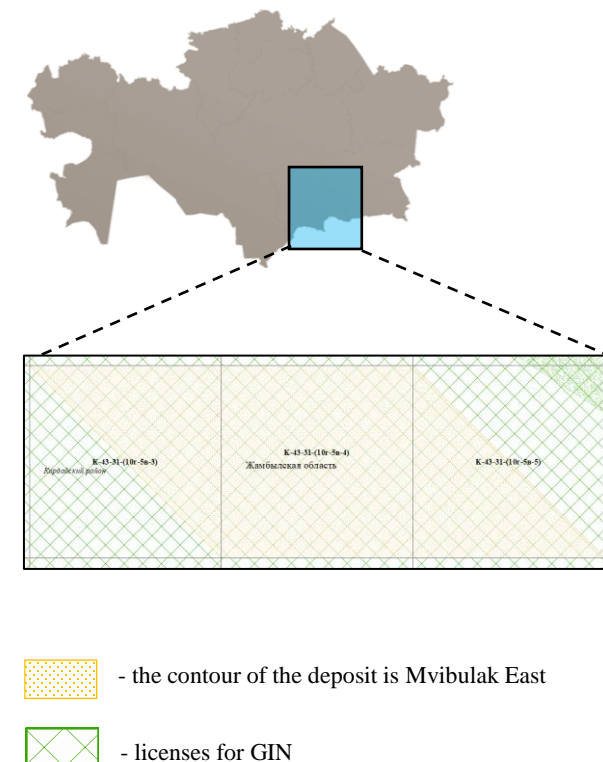 К-43-31-(10г-5в-4)
К-43-31-(10г-5в-3)
К-43-31-(10г-5в-5)
Жамбылская область
Кордайский район
- the contour of the deposit is Mvibulak East
- licenses for GIN